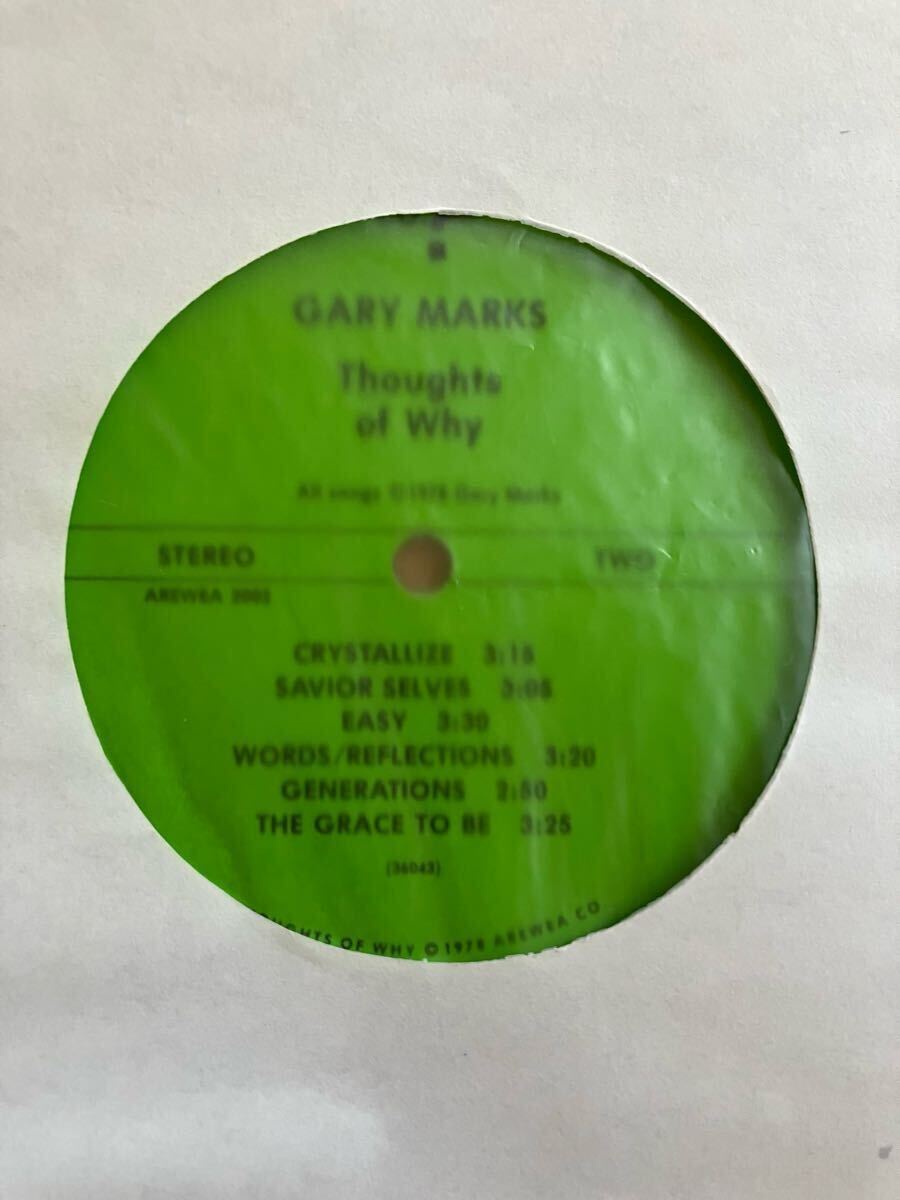 GARY MARKS
Thoughts
of Why
All songs ©1978 Gary Marks
STEREO
TWO
AREWEA 2002
CRYSTALLIZE 3:15
SAVIOR SELVES 3:05
EASY 3:30
WORDS/REFLECTIONS 3:20
GENERATIONS 2:50
THE GRACE TO BE 3:25
(36043)
OUGHTS OF WHY © 1978 AREWEA CO